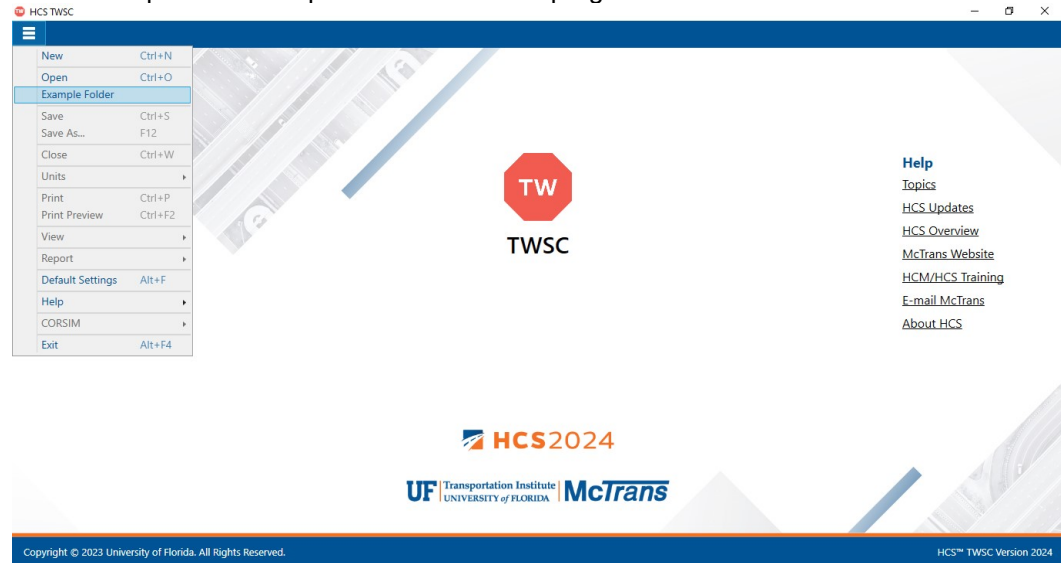 HCS TWSC
New Ctrl+N
Open Ctrl+O
Example Folder
Save Ctrl+S
Save As... F12
Close Ctrl+W
Units
Print Ctrl+P
Print Preview Ctrl+F2
View
Report
Default Settings Alt+F
Help
CORSIM
Exit Alt+F4
TW
TWSC
Help
Topics
HCS Updates
HCS Overview
McTrans Website
HCM/HCS Training
E-mail McTrans
About HCS
HCS2024
UF Transportation Institute McTrans
UNIVERSITY of FLORIDA
Copyright © 2023 University of Florida. All Rights Reserved. HCS™ TWSC Version 2024